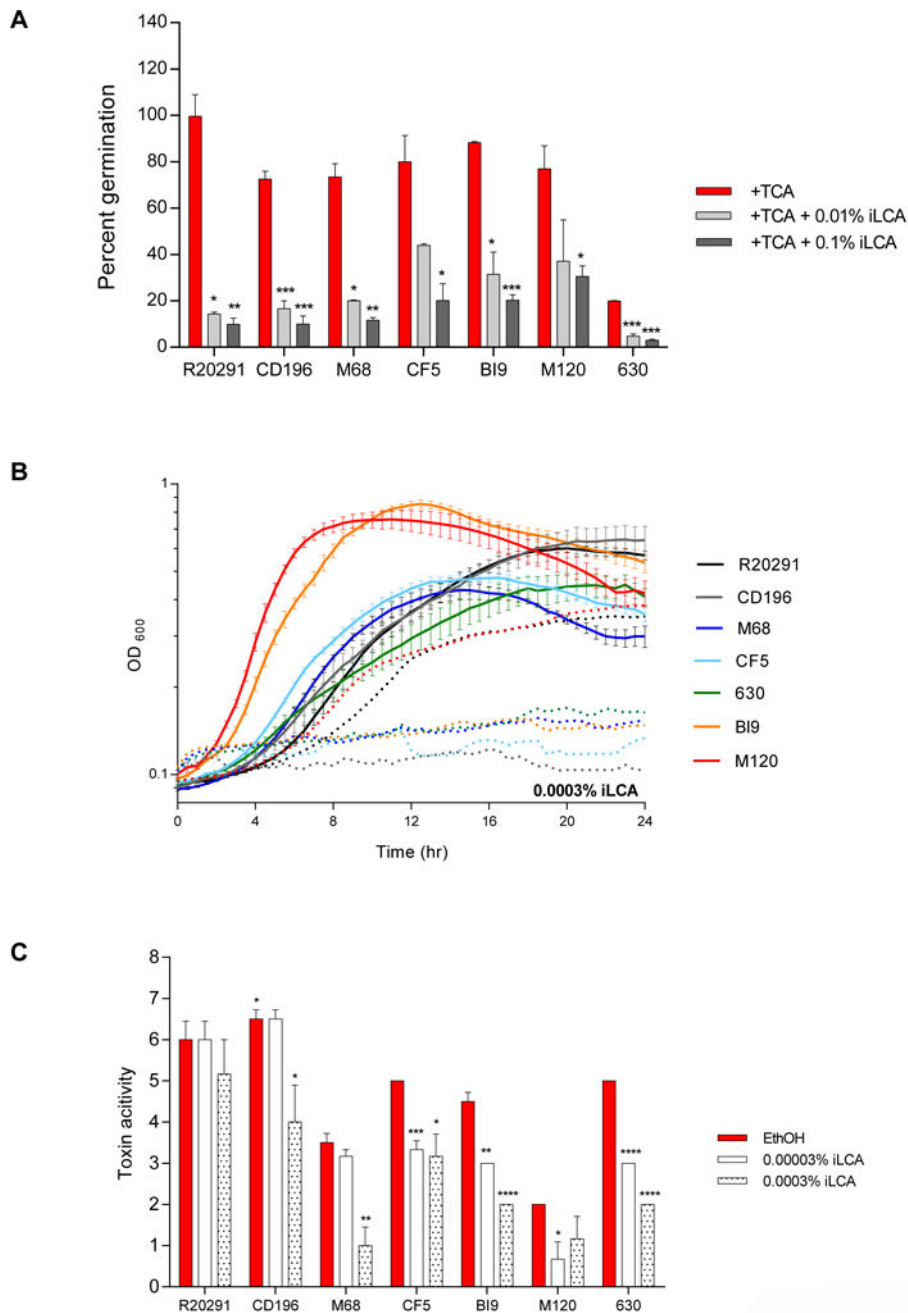 A
140
120
100
80
60
40
20
0
Percent germination
* **
*** ***
* **
*
* ***
*
*** ***
R20291 CD196 M68 CF5 BI9 M120 630
+TCA
+TCA + 0.01% iLCA
+TCA + 0.1% iLCA
B
1
0.1
OD600
0.0003% iLCA
0 4 8 12 16 20 24
Time (hr)
R20291
CD196
M68
CF5
630
BI9
M120
C
8
7
6
5
4
3
2
1
0
Toxin acitivity
* *
**
*** *
** ****
*
**** ****
R20291 CD196 M68 CF5 BI9 M120 630
EthOH
0.00003% iLCA
0.0003% iLCA